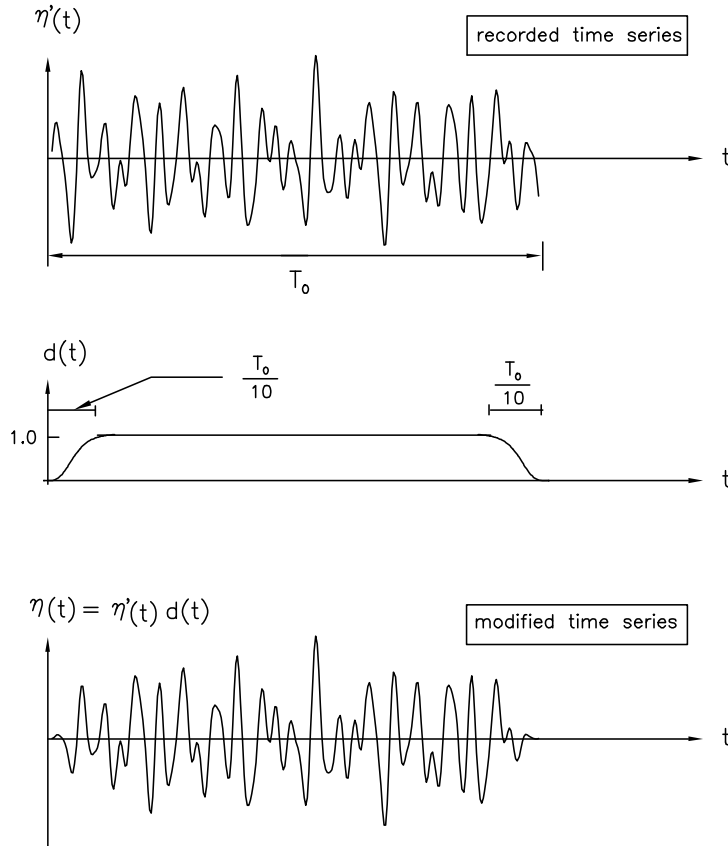 η'(t)
recorded time series
t
T₀
d(t)
T₀
10
T₀
10
1.0
t
η(t) = η'(t) d(t)
modified time series
t